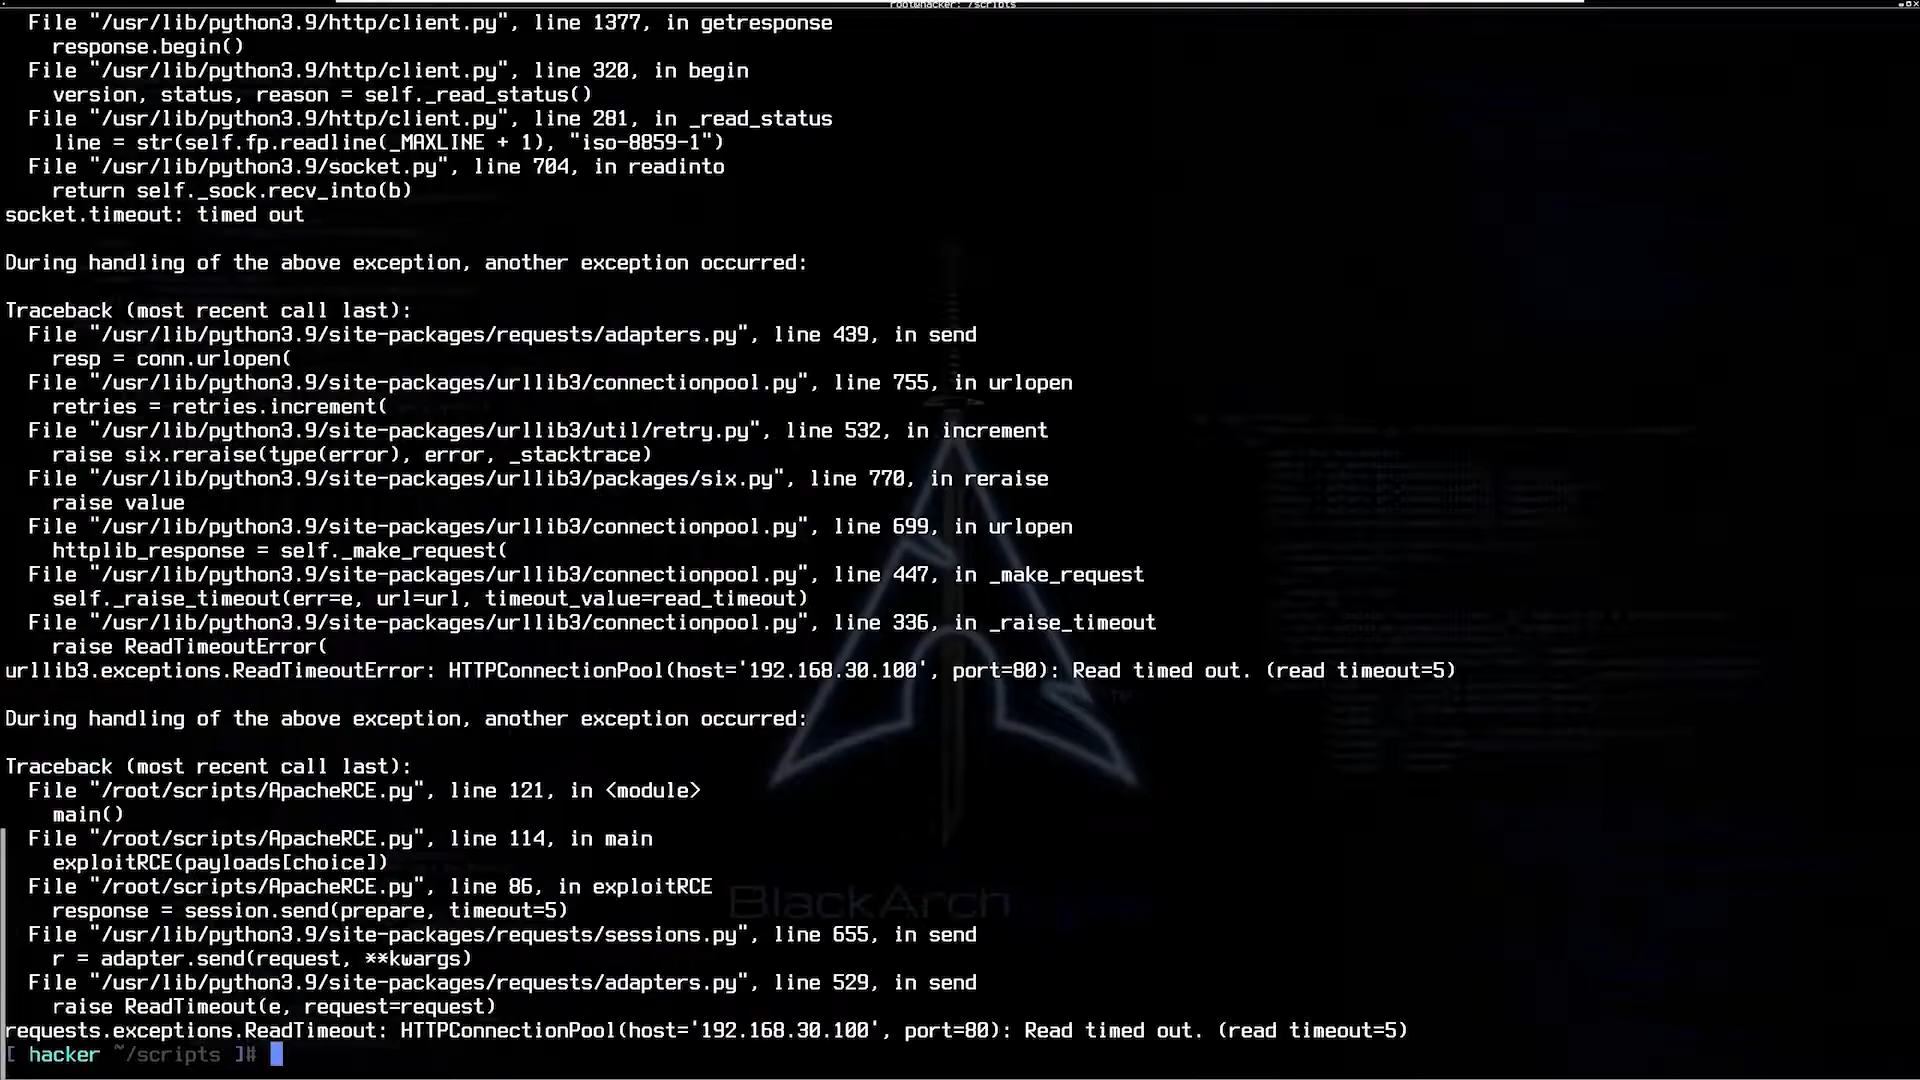 root@hacker: ~/scripts
File "/usr/lib/python3.9/http/client.py", line 1377, in getresponse
response.begin()
File "/usr/lib/python3.9/http/client.py", line 320, in begin
version, status, reason = self._read_status()
File "/usr/lib/python3.9/http/client.py", line 281, in _read_status
line = str(self.fp.readline(_MAXLINE + 1), "iso-8859-1")
File "/usr/lib/python3.9/socket.py", line 704, in readinto
return self._sock.recv_into(b)
socket.timeout: timed out
During handling of the above exception, another exception occurred:
Traceback (most recent call last):
File "/usr/lib/python3.9/site-packages/requests/adapters.py", line 439, in send
resp = conn.urlopen(
File "/usr/lib/python3.9/site-packages/urllib3/connectionpool.py", line 755, in urlopen
retries = retries.increment(
File "/usr/lib/python3.9/site-packages/urllib3/util/retry.py", line 532, in increment
raise six.reraise(type(error), error, _stacktrace)
File "/usr/lib/python3.9/site-packages/urllib3/packages/six.py", line 770, in reraise
raise value
File "/usr/lib/python3.9/site-packages/urllib3/connectionpool.py", line 699, in urlopen
httplib_response = self._make_request(
File "/usr/lib/python3.9/site-packages/urllib3/connectionpool.py", line 447, in _make_request
self._raise_timeout(err=e, url=url, timeout_value=read_timeout)
File "/usr/lib/python3.9/site-packages/urllib3/connectionpool.py", line 336, in _raise_timeout
raise ReadTimeoutError(
urllib3.exceptions.ReadTimeoutError: HTTPConnectionPool(host='192.168.30.100', port=80): Read timed out. (read timeout=5)
During handling of the above exception, another exception occurred:
Traceback (most recent call last):
File "/root/scripts/ApacheRCE.py", line 121, in <module>
main()
File "/root/scripts/ApacheRCE.py", line 114, in main
exploitRCE(payloads[choice])
File "/root/scripts/ApacheRCE.py", line 86, in exploitRCE
response = session.send(prepare, timeout=5)
File "/usr/lib/python3.9/site-packages/requests/sessions.py", line 655, in send
r = adapter.send(request, **kwargs)
File "/usr/lib/python3.9/site-packages/requests/adapters.py", line 529, in send
raise ReadTimeout(e, request=request)
requests.exceptions.ReadTimeout: HTTPConnectionPool(host='192.168.30.100', port=80): Read timed out. (read timeout=5)
[ hacker ~/scripts ]#
BlackArch